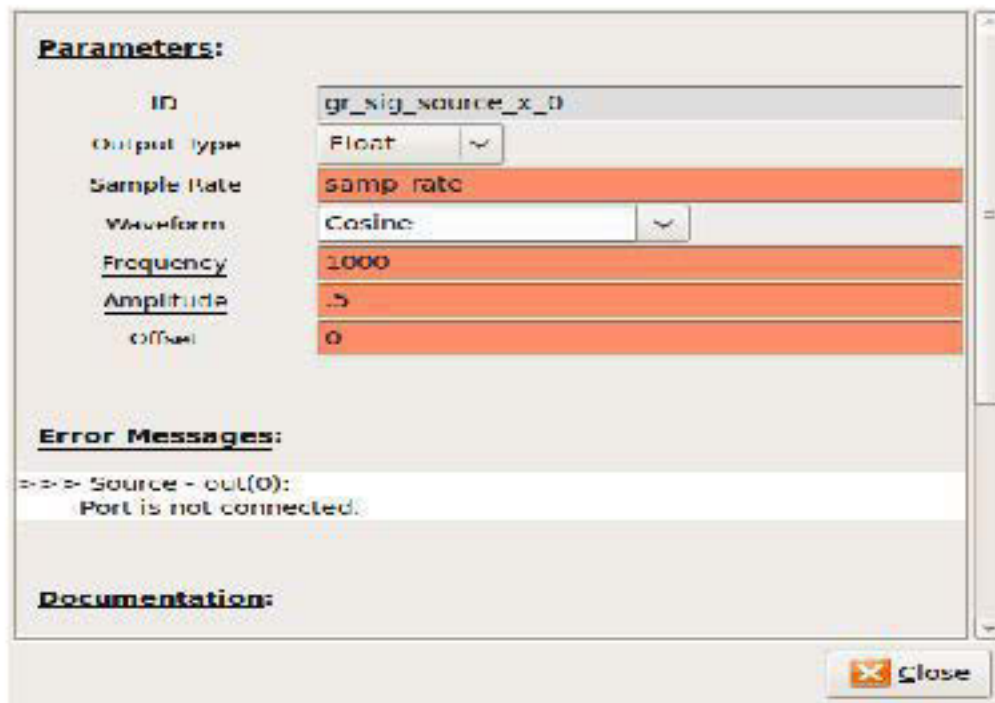 Parameters:
ID gr_sig_source_x_0
Output Type Float
Sample Rate samp_rate
Waveform Cosine
Frequency 1000
Amplitude .5
Offset 0
Error Messages:
>>> Source - out(0):
Port is not connected.
Documentation:
Close